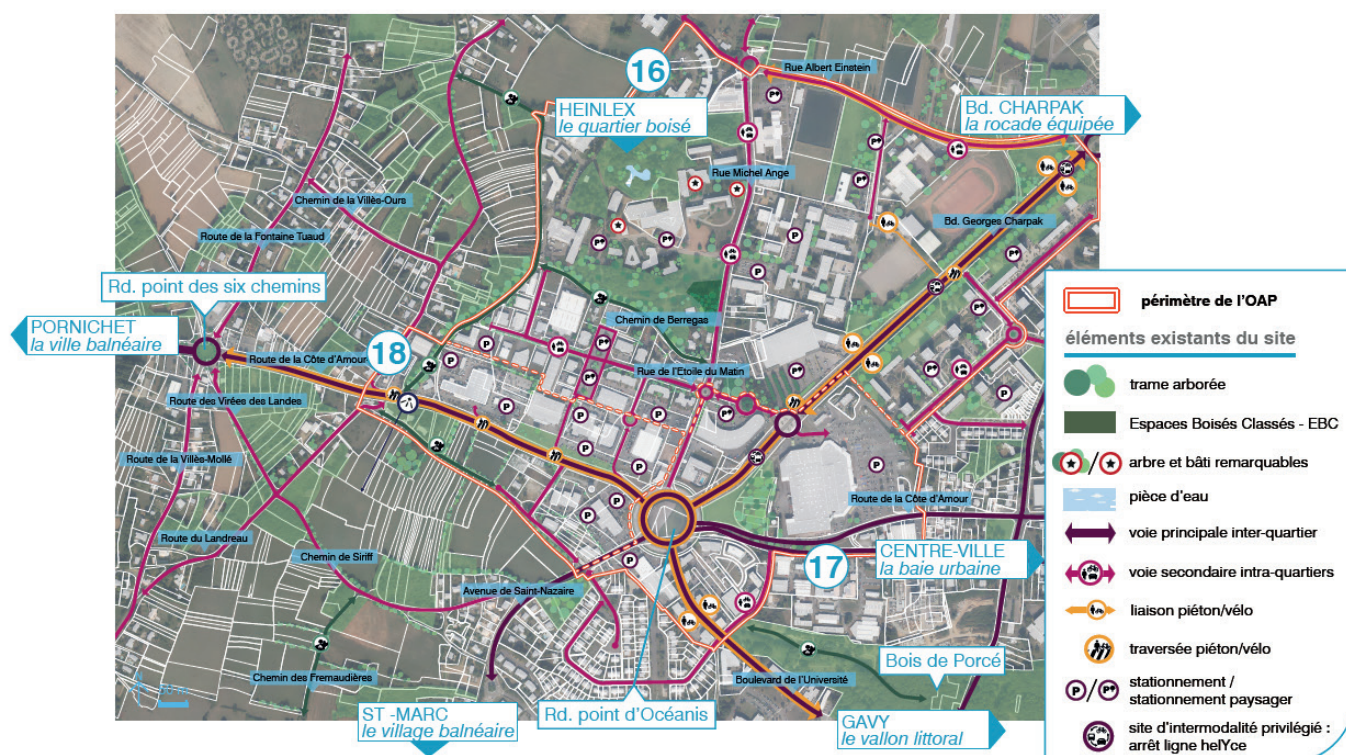 16
HEINLEX
le quartier boisé
Rue Albert Einstein
Bd. CHARPAK
la rocade équipée
Rue Michel Ange
Chemin de la Villès-Ours
Route de la Fontaine Tuaud
Bd. Georges Charpak
Rd. point des six chemins
PORNICHET
la ville balnéaire
Chemin de Berregas
18
Route de la Côte d'Amour
Rue de l'Etoile du Matin
Route des Virées des Landes
Route de la Villès-Mollé
Route de la Côte d'Amour
Route du Landreau
Chemin de Siriff
17
CENTRE-VILLE
la baie urbaine
Avenue de Saint-Nazaire
Bois de Porcé
Chemin des Fremaudières
Boulevard de l'Université
ST -MARC
le village balnéaire
Rd. point d'Océanis
GAVY
le vallon littoral
périmètre de l'OAP
éléments existants du site
trame arborée
Espaces Boisés Classés - EBC
arbre et bâti remarquables
pièce d'eau
voie principale inter-quartier
voie secondaire intra-quartiers
liaison piéton/vélo
traversée piéton/vélo
P / P
stationnement /
stationnement paysager
site d'intermodalité privilégié :
arrêt ligne helYce